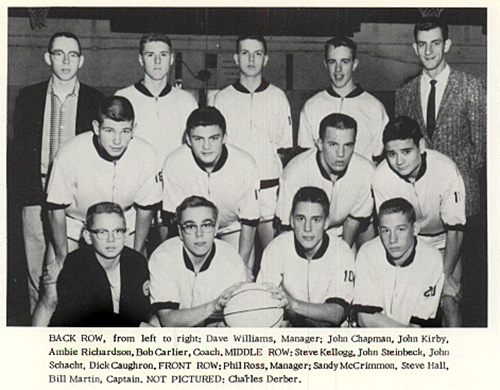 10
21
BACK ROW, from left to right: Dave Williams, Manager; John Chapman, John Kirby,
Ambie Richardson, Bob Carlier, Coach. MIDDLE ROW: Steve Kellogg, John Steinbeck, John
Schacht, Dick Caughron. FRONT ROW: Phil Ross, Manager; Sandy McCrimmon, Steve Hall,
Bill Martin, Captain. NOT PICTURED: Charles Derber.